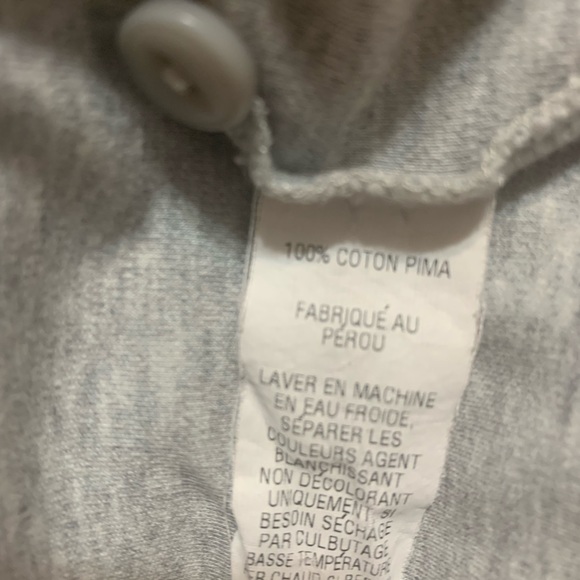 100% COTON PIMA
FABRIQUÉ AU
PÉROU
LAVER EN MACHINE
EN EAU FROIDE,
SÉPARER LES
COULEURS AGENT
BLANCHISSANT
NON DÉCOLORANT
UNIQUEMENT SI
BESOIN SÉCHAGE
PAR CULBUTAGE
BASSE TEMPÉRATURE
CHAUD